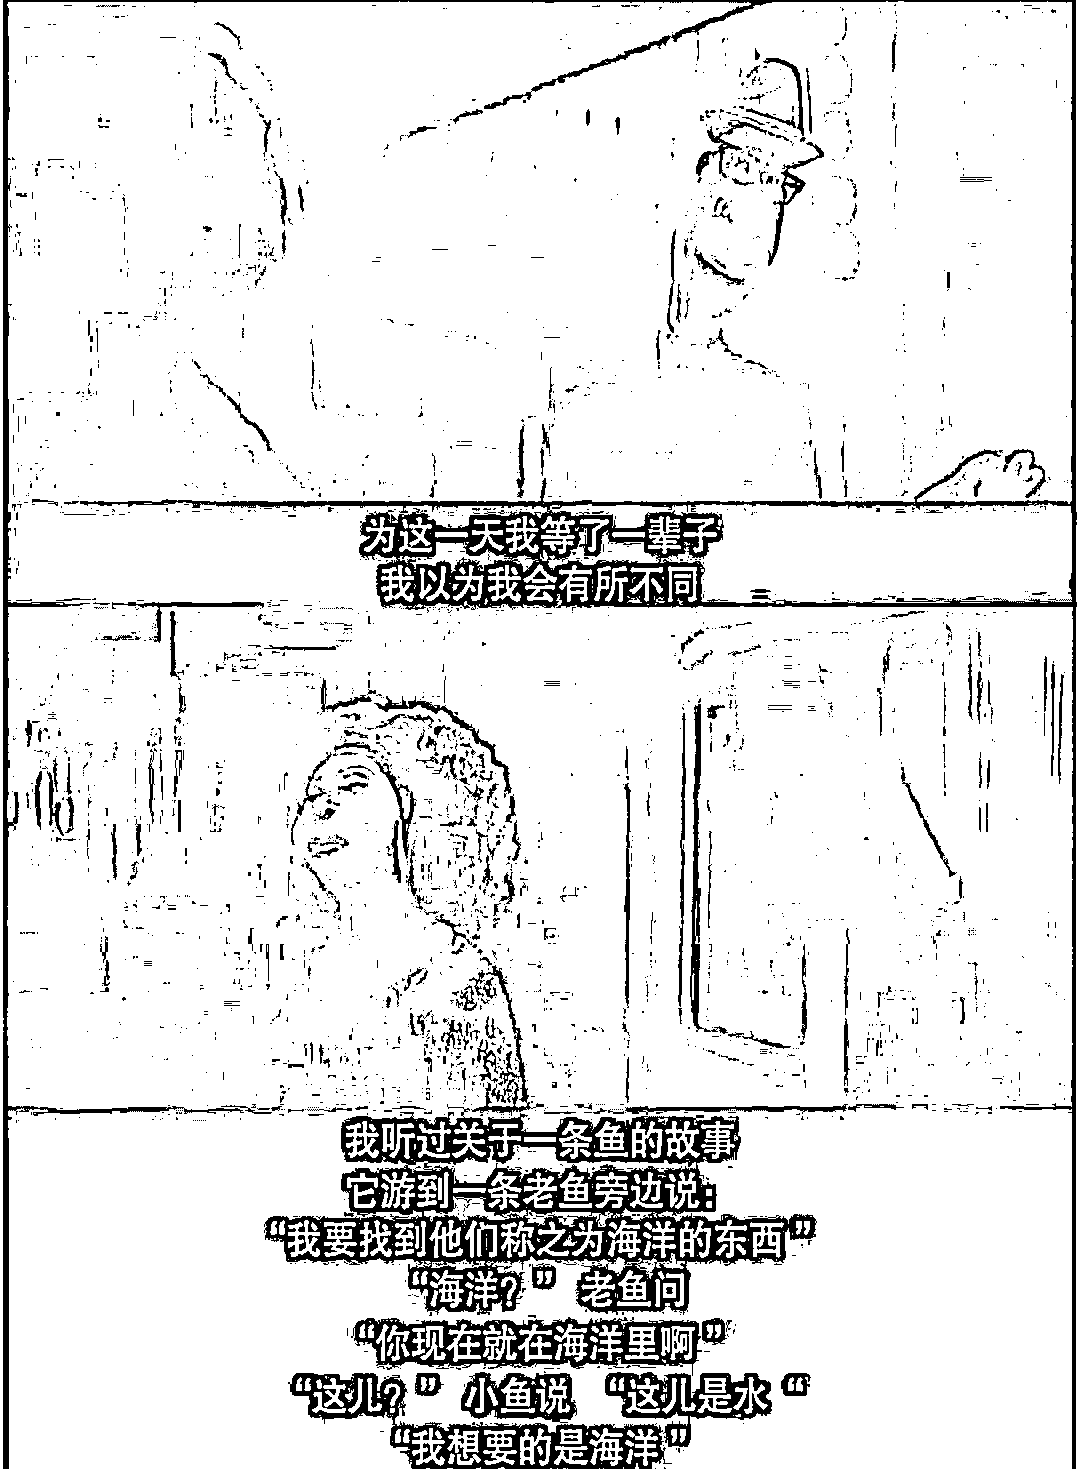 为这一天我等了一辈子
我以为我会有所不同
我听过关于一条鱼的故事
它游到一条老鱼旁边说：
“我要找到他们称之为海洋的东西”
“海洋？” 老鱼问
“你现在就在海洋里啊”
“这儿？” 小鱼说 “这儿是水“
“我想要的是海洋”